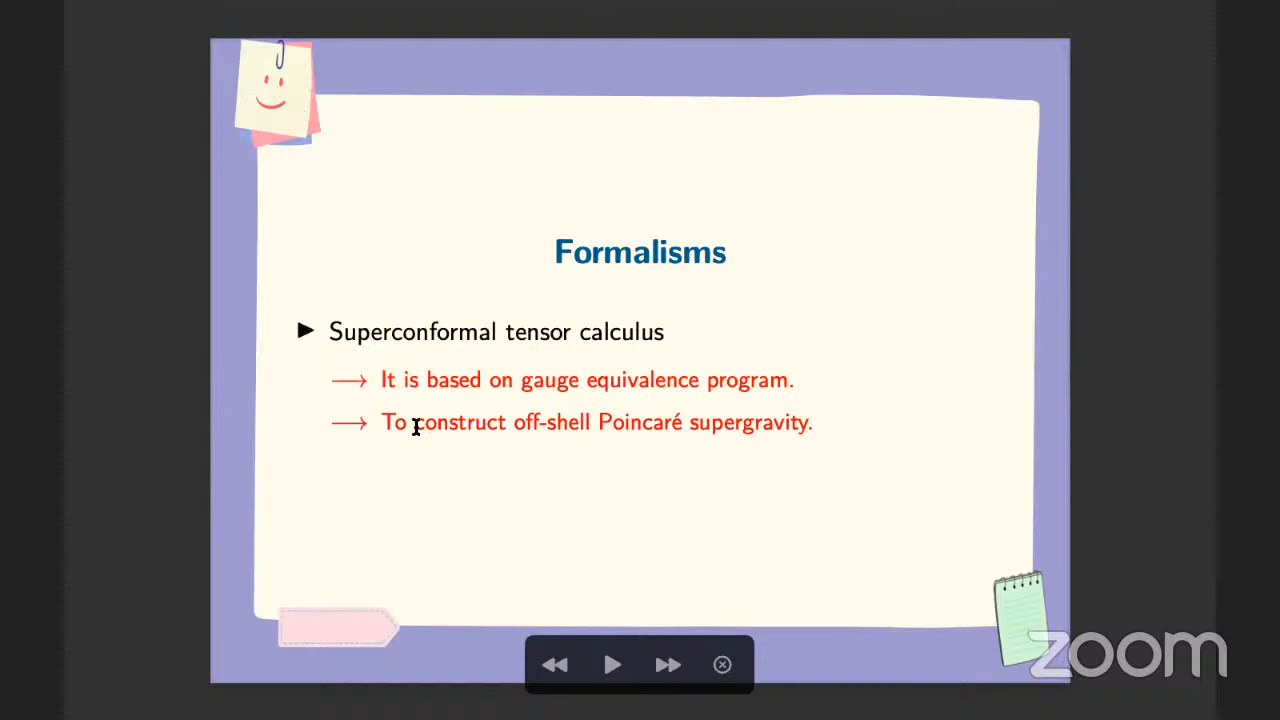 Formalisms
▶ Superconformal tensor calculus
⟶ It is based on gauge equivalence program.
⟶ To construct off-shell Poincaré supergravity.
zoom